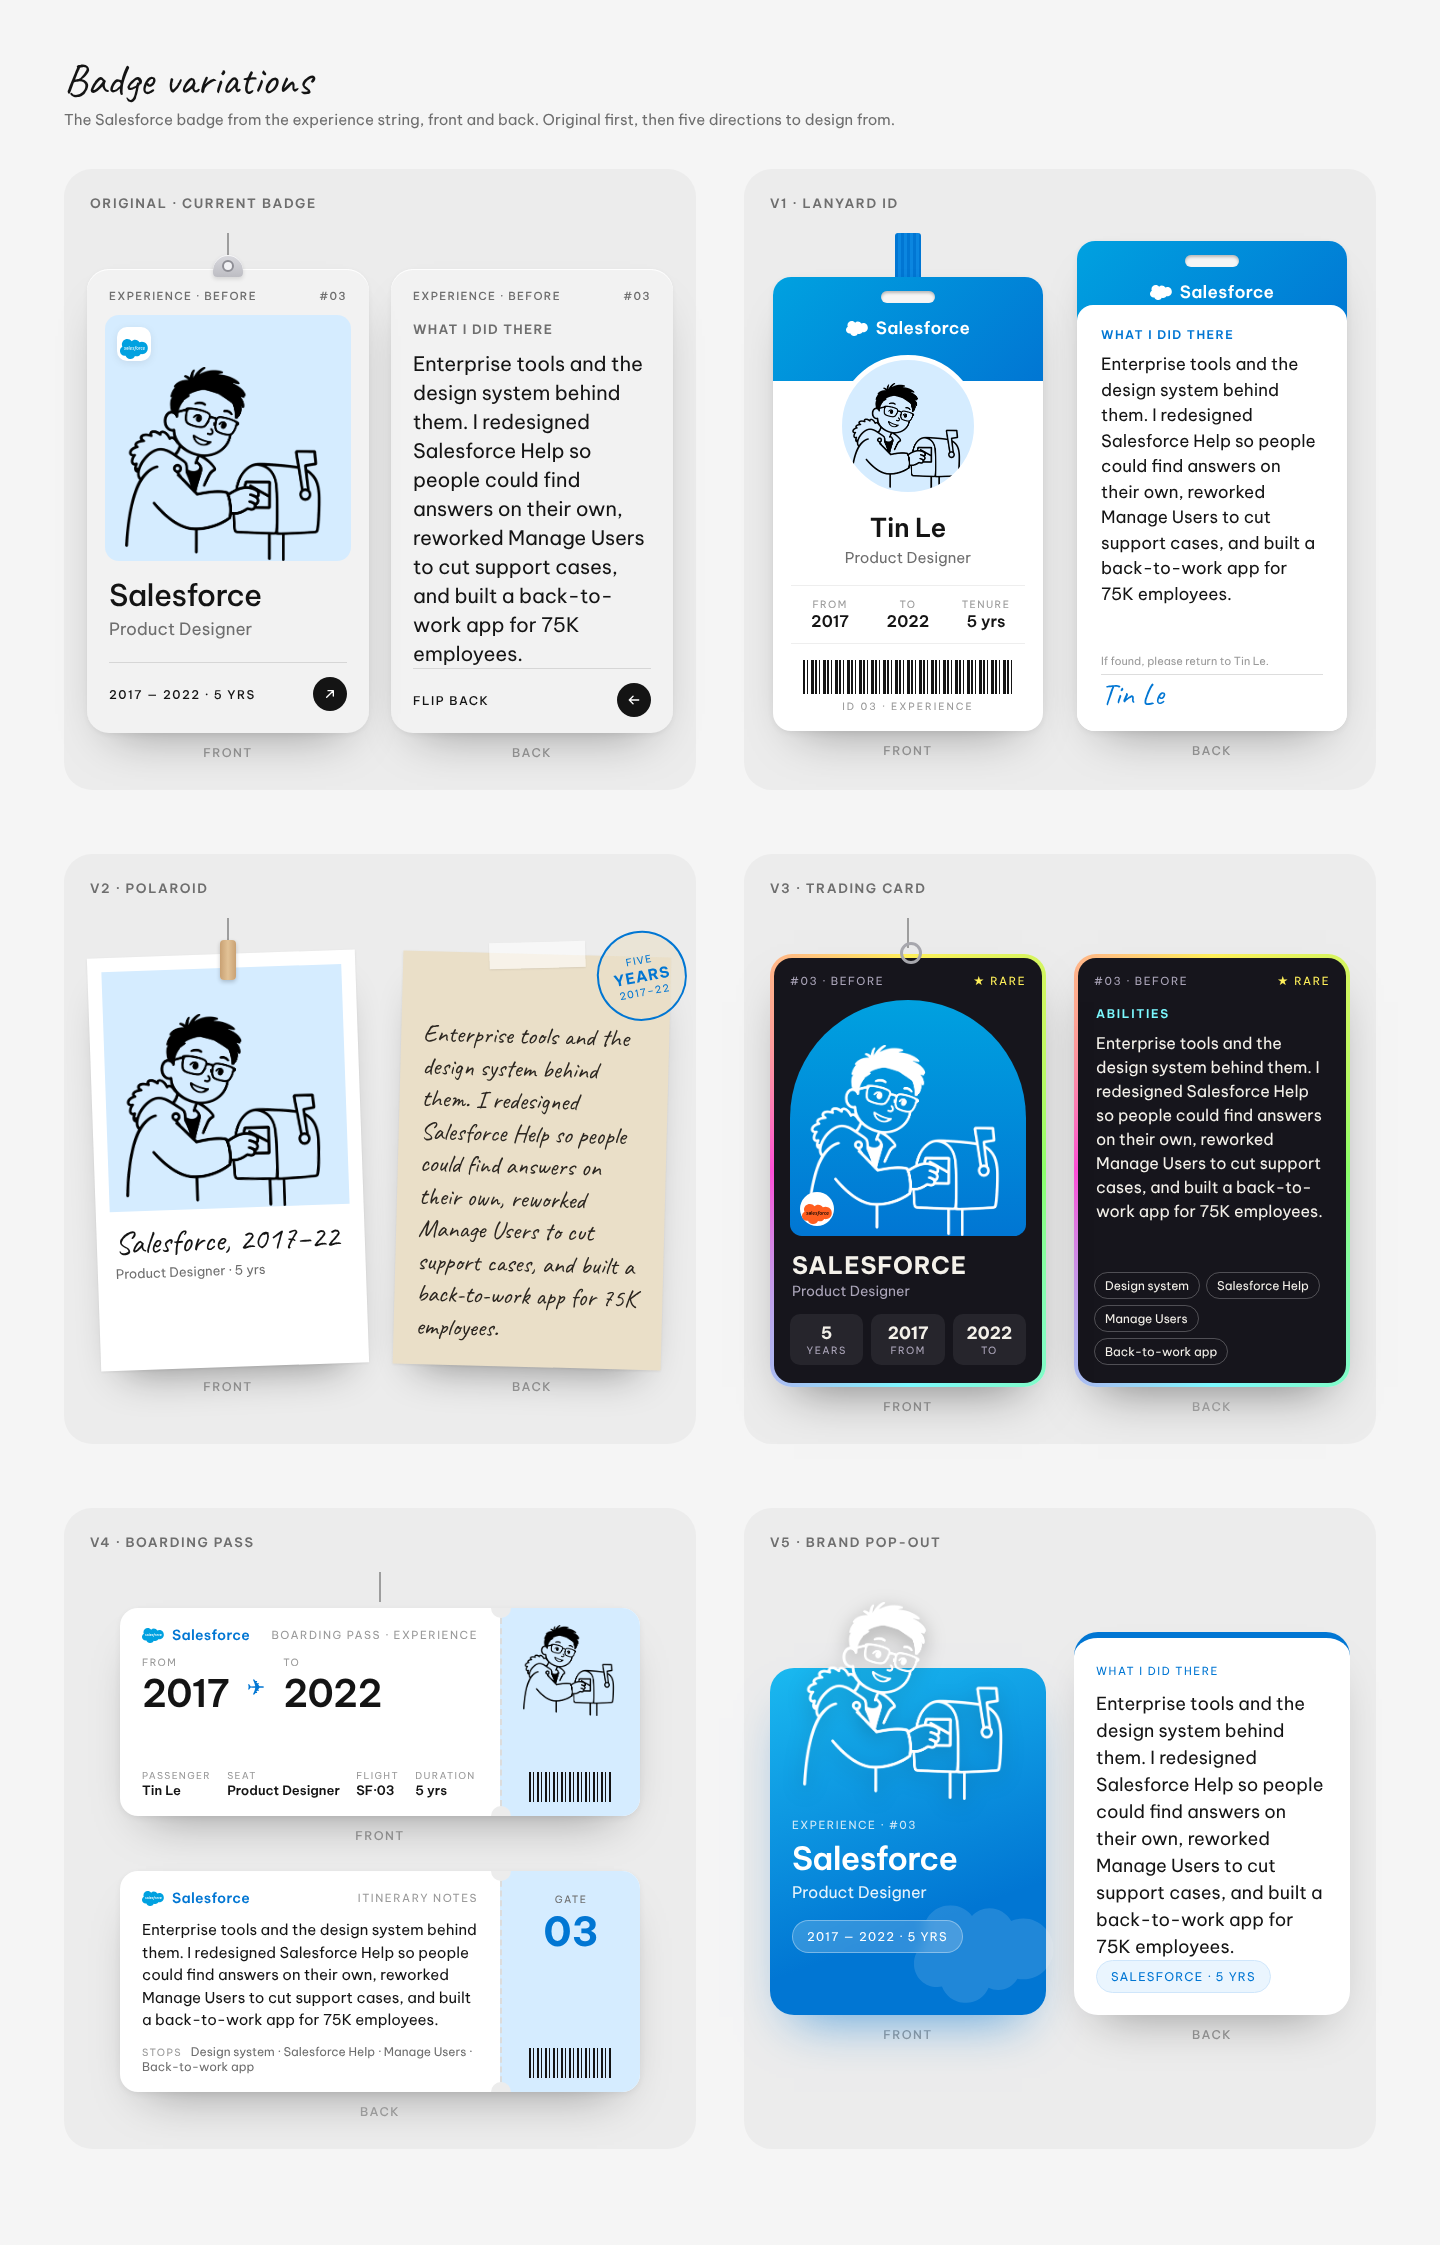 Badge variations
The Salesforce badge from the experience string, front and back. Original first, then five directions to design from.
ORIGINAL · CURRENT BADGE
EXPERIENCE · BEFORE #03
salesforce
Salesforce
Product Designer
2017 — 2022 · 5 YRS
FRONT
EXPERIENCE · BEFORE #03
WHAT I DID THERE
Enterprise tools and the
design system behind
them. I redesigned
Salesforce Help so
people could find
answers on their own,
reworked Manage Users
to cut support cases,
and built a back-to-
work app for 75K
employees.
FLIP BACK
BACK
V1 · LANYARD ID
Salesforce
Tin Le
Product Designer
FROM TO TENURE
2017 2022 5 yrs
ID 03 · EXPERIENCE
FRONT
Salesforce
WHAT I DID THERE
Enterprise tools and the
design system behind
them. I redesigned
Salesforce Help so people
could find answers on
their own, reworked
Manage Users to cut
support cases, and built a
back-to-work app for
75K employees.
If found, please return to Tin Le.
Tin Le
BACK
V2 · POLAROID
Salesforce, 2017–22
Product Designer · 5 yrs
FRONT
FIVE
YEARS
2017–22
Enterprise tools and the
design system behind
them. I redesigned
Salesforce Help so people
could find answers on
their own, reworked
Manage Users to cut
support cases, and built a
back-to-work app for 75K
employees.
BACK
V3 · TRADING CARD
#03 · BEFORE ★ RARE
salesforce
SALESFORCE
Product Designer
5 2017 2022
YEARS FROM TO
FRONT
#03 · BEFORE ★ RARE
ABILITIES
Enterprise tools and the
design system behind them. I
redesigned Salesforce Help
so people could find answers
on their own, reworked
Manage Users to cut support
cases, and built a back-to-
work app for 75K employees.
Design system Salesforce Help
Manage Users
Back-to-work app
BACK
V4 · BOARDING PASS
salesforce Salesforce BOARDING PASS · EXPERIENCE
FROM TO
2017 ✈ 2022
PASSENGER SEAT FLIGHT DURATION
Tin Le Product Designer SF·03 5 yrs
FRONT
salesforce Salesforce ITINERARY NOTES
Enterprise tools and the design system behind
them. I redesigned Salesforce Help so people
could find answers on their own, reworked
Manage Users to cut support cases, and built
a back-to-work app for 75K employees.
STOPS Design system · Salesforce Help · Manage Users ·
Back-to-work app
GATE
03
BACK
V5 · BRAND POP-OUT
EXPERIENCE · #03
Salesforce
Product Designer
2017 — 2022 · 5 YRS
FRONT
WHAT I DID THERE
Enterprise tools and the
design system behind
them. I redesigned
Salesforce Help so people
could find answers on
their own, reworked
Manage Users to cut
support cases, and built a
back-to-work app for
75K employees.
SALESFORCE · 5 YRS
BACK